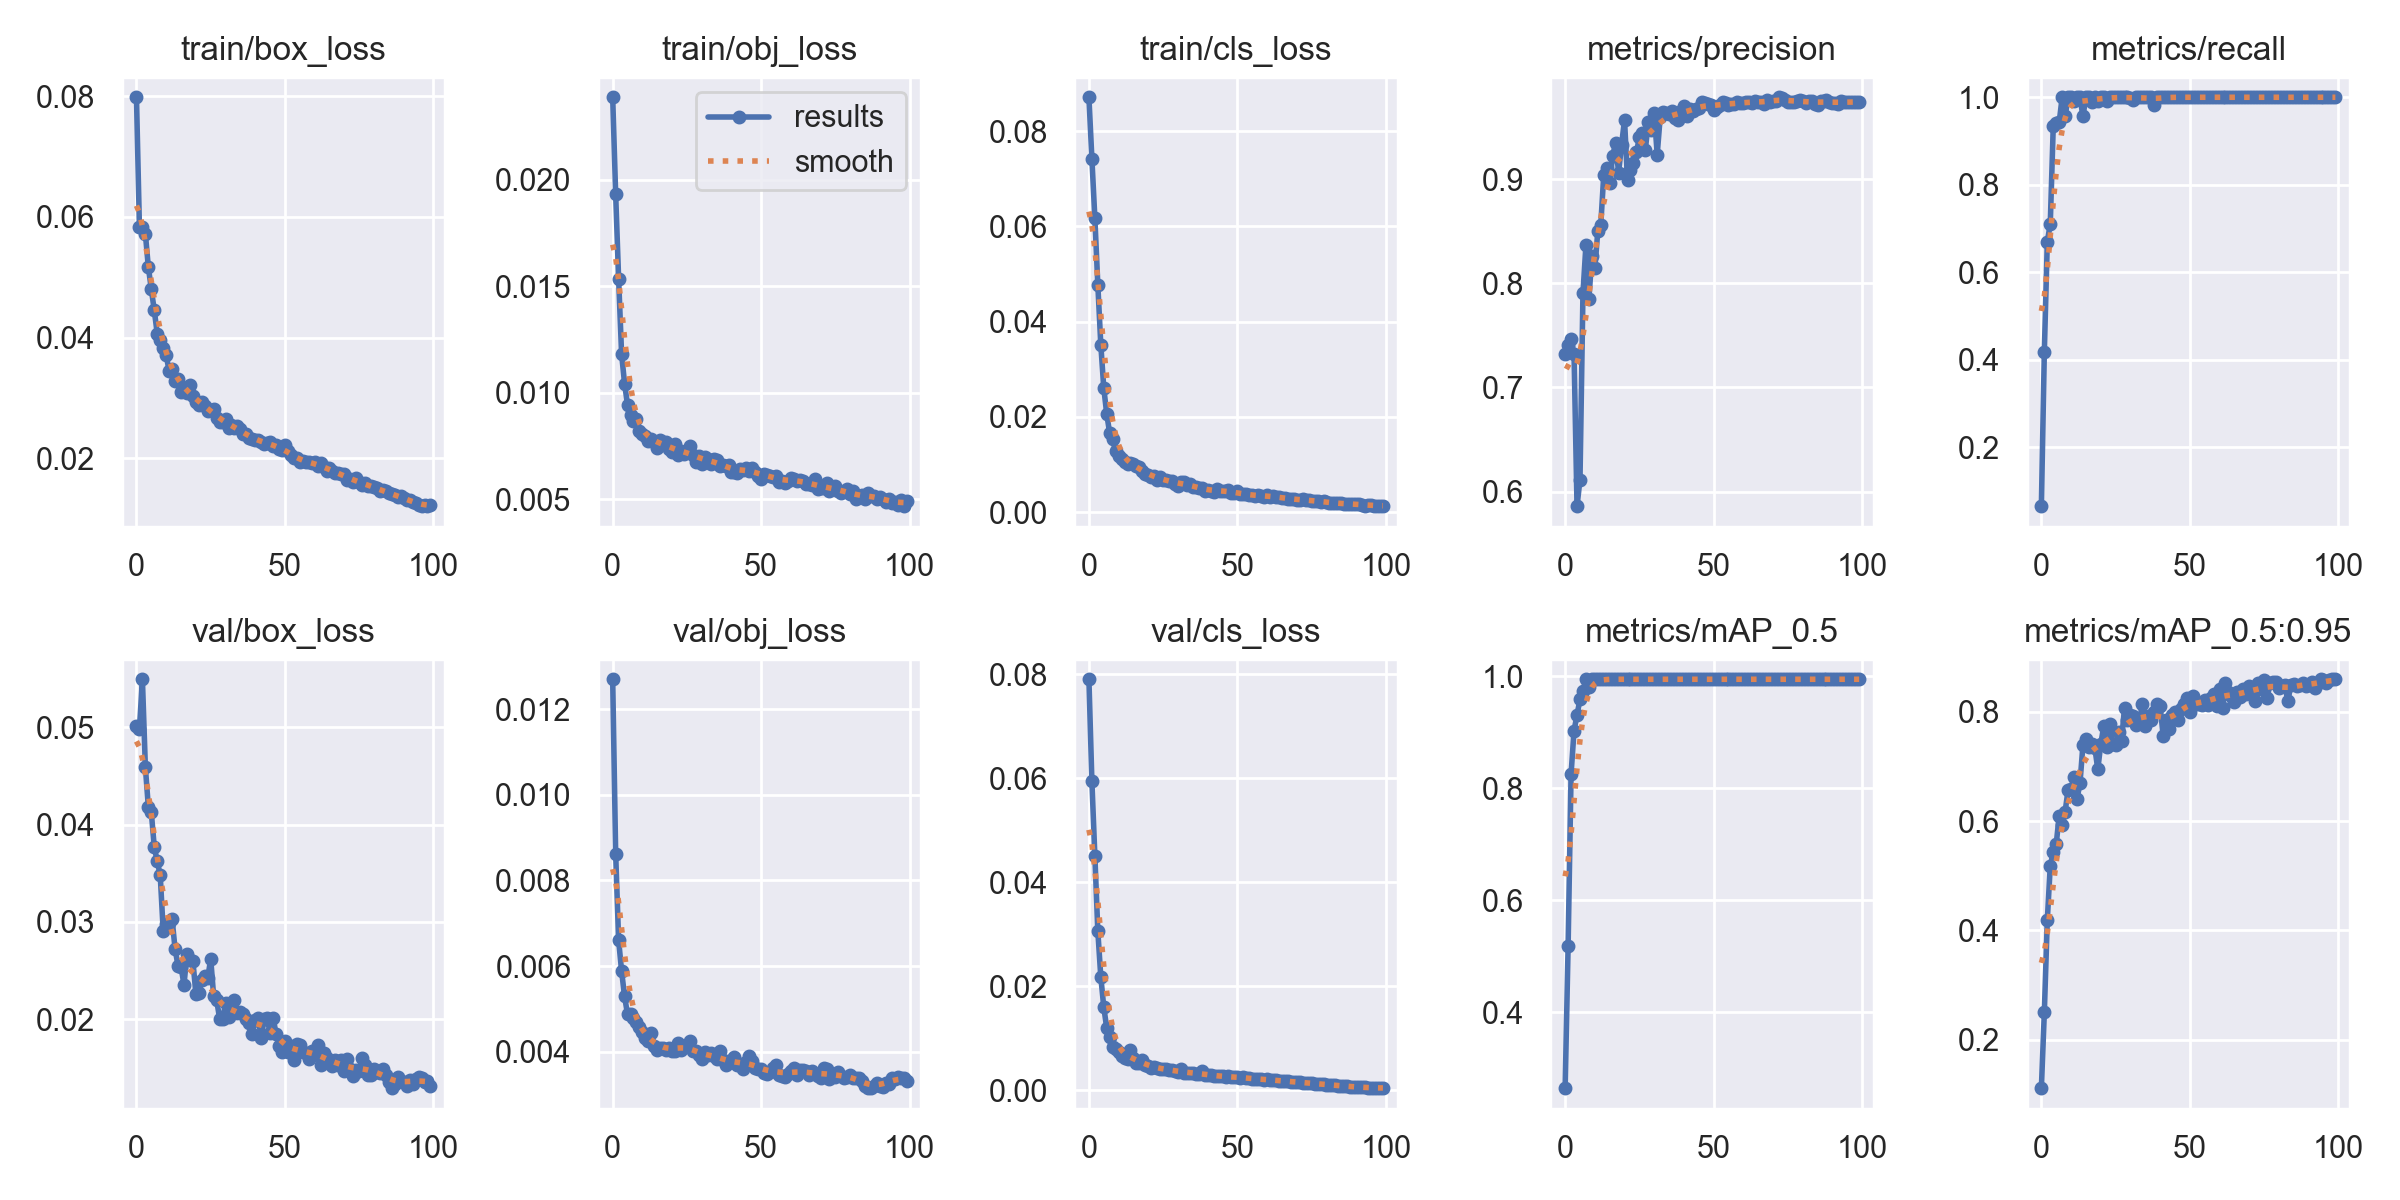 train/box_loss
train/obj_loss
train/cls_loss
metrics/precision
metrics/recall
0.08
0.06
0.04
0.02
0 50 100
results
smooth
0.020
0.015
0.010
0.005
0 50 100
0.08
0.06
0.04
0.02
0.00
0 50 100
0.9
0.8
0.7
0.6
0 50 100
1.0
0.8
0.6
0.4
0.2
0 50 100
val/box_loss
val/obj_loss
val/cls_loss
metrics/mAP_0.5
metrics/mAP_0.5:0.95
0.05
0.04
0.03
0.02
0 50 100
0.012
0.010
0.008
0.006
0.004
0 50 100
0.08
0.06
0.04
0.02
0.00
0 50 100
1.0
0.8
0.6
0.4
0 50 100
0.8
0.6
0.4
0.2
0 50 100